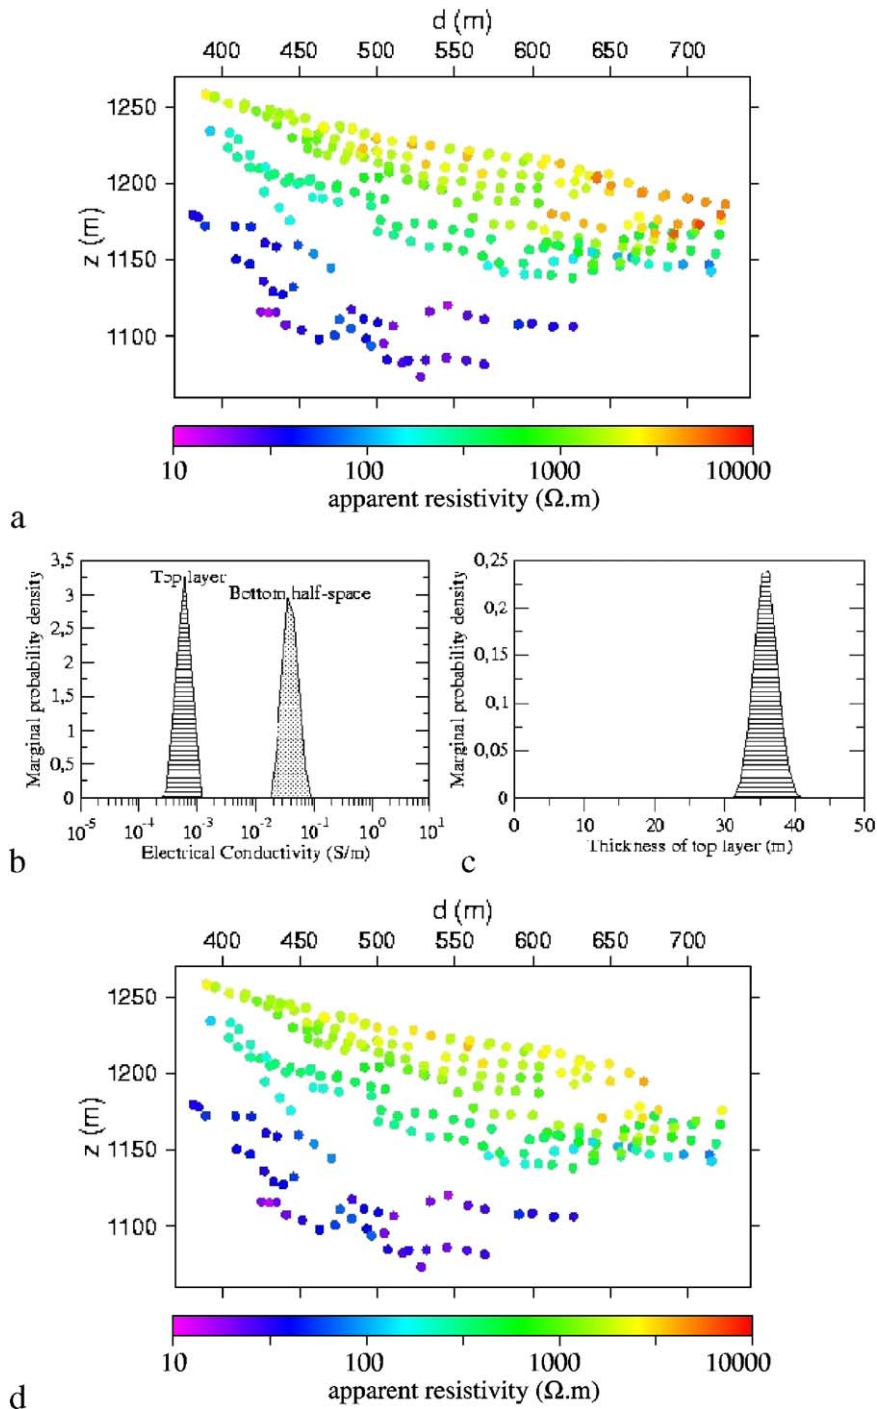 d (m)
400 450 500 550 600 650 700
1250
1200
1150
1100
z (m)
10 100 1000 10000
apparent resistivity (Ω.m)
a
3,5
3
2,5
2
1,5
1
0,5
0
Marginal probability density
Top layer
Bottom half-space
10-5 10-4 10-3 10-2 10-1 100 101
Electrical Conductivity (S/m)
b
0,25
0,2
0,15
0,1
0,05
0
Marginal probability density
0 10 20 30 40 50
Thickness of top layer (m)
c
d (m)
400 450 500 550 600 650 700
1250
1200
1150
1100
z (m)
10 100 1000 10000
apparent resistivity (Ω.m)
d